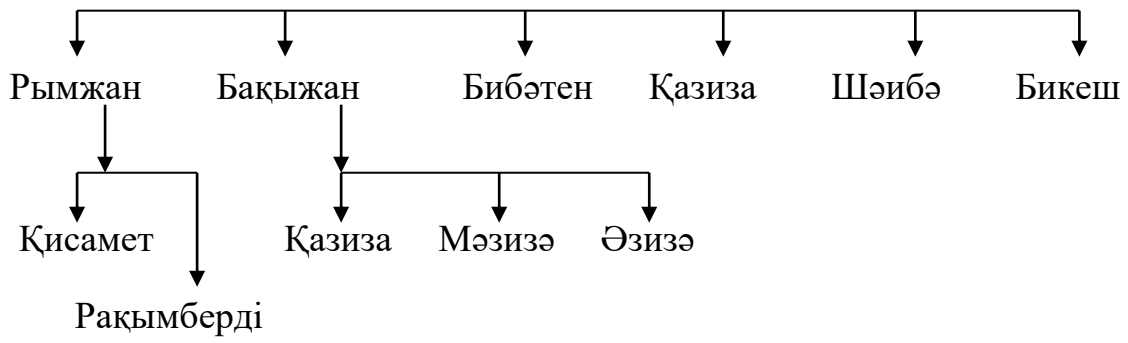 Рымжан Бақыжан Бибәтен Қазиза Шәибә Бикеш
Қисамет Қазиза Мәзизә Әзизә
Рақымберді